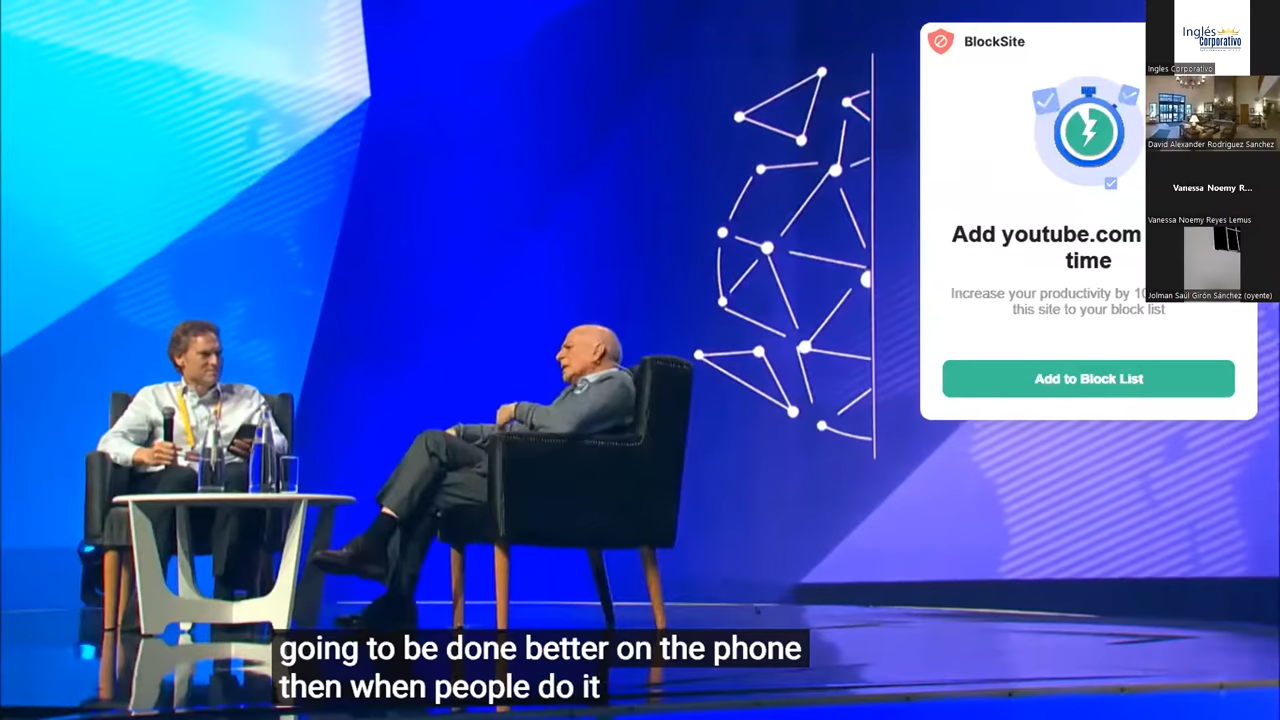 BlockSite
Add youtube.com
time
Increase your productivity by
this site to your block list
Add to Block List
Inglés
Corporativo
Ingles Corporativo
David Alexander Rodriguez Sanchez
Vanessa Noemy R...
Vanessa Noemy Reyes Lemus
Jolman Saúl Girón Sánchez (oyente)
going to be done better on the phone
then when people do it